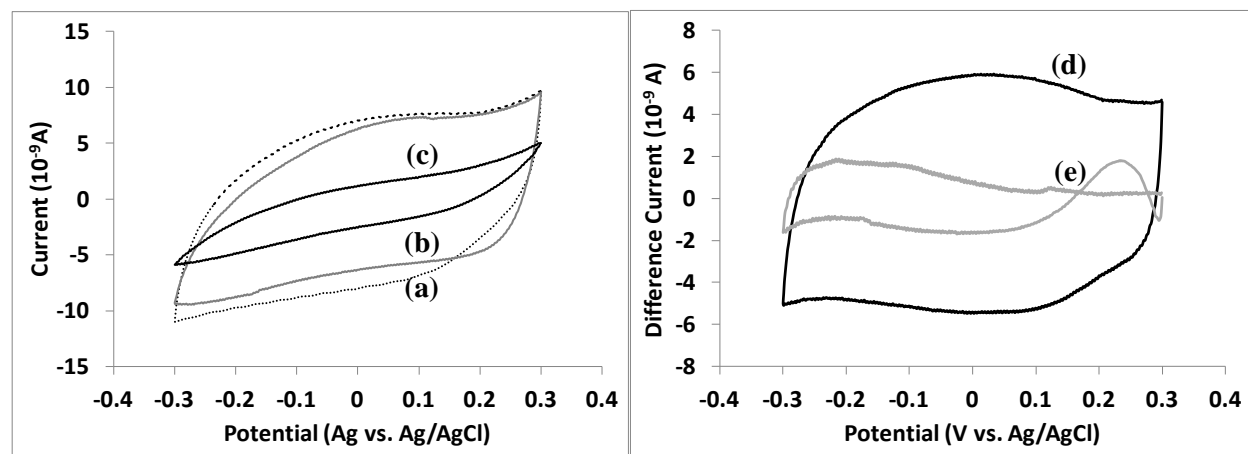 15
10
5
0
-5
-10
-15
Current (10⁻⁹A)
(c)
(b)
(a)
-0.4 -0.3 -0.2 -0.1 0 0.1 0.2 0.3 0.4
Potential (Ag vs. Ag/AgCl)
8
6
4
2
0
-2
-4
-6
-8
Difference Current (10⁻⁹ A)
(d)
(e)
-0.4 -0.3 -0.2 -0.1 0 0.1 0.2 0.3 0.4
Potential (V vs. Ag/AgCl)